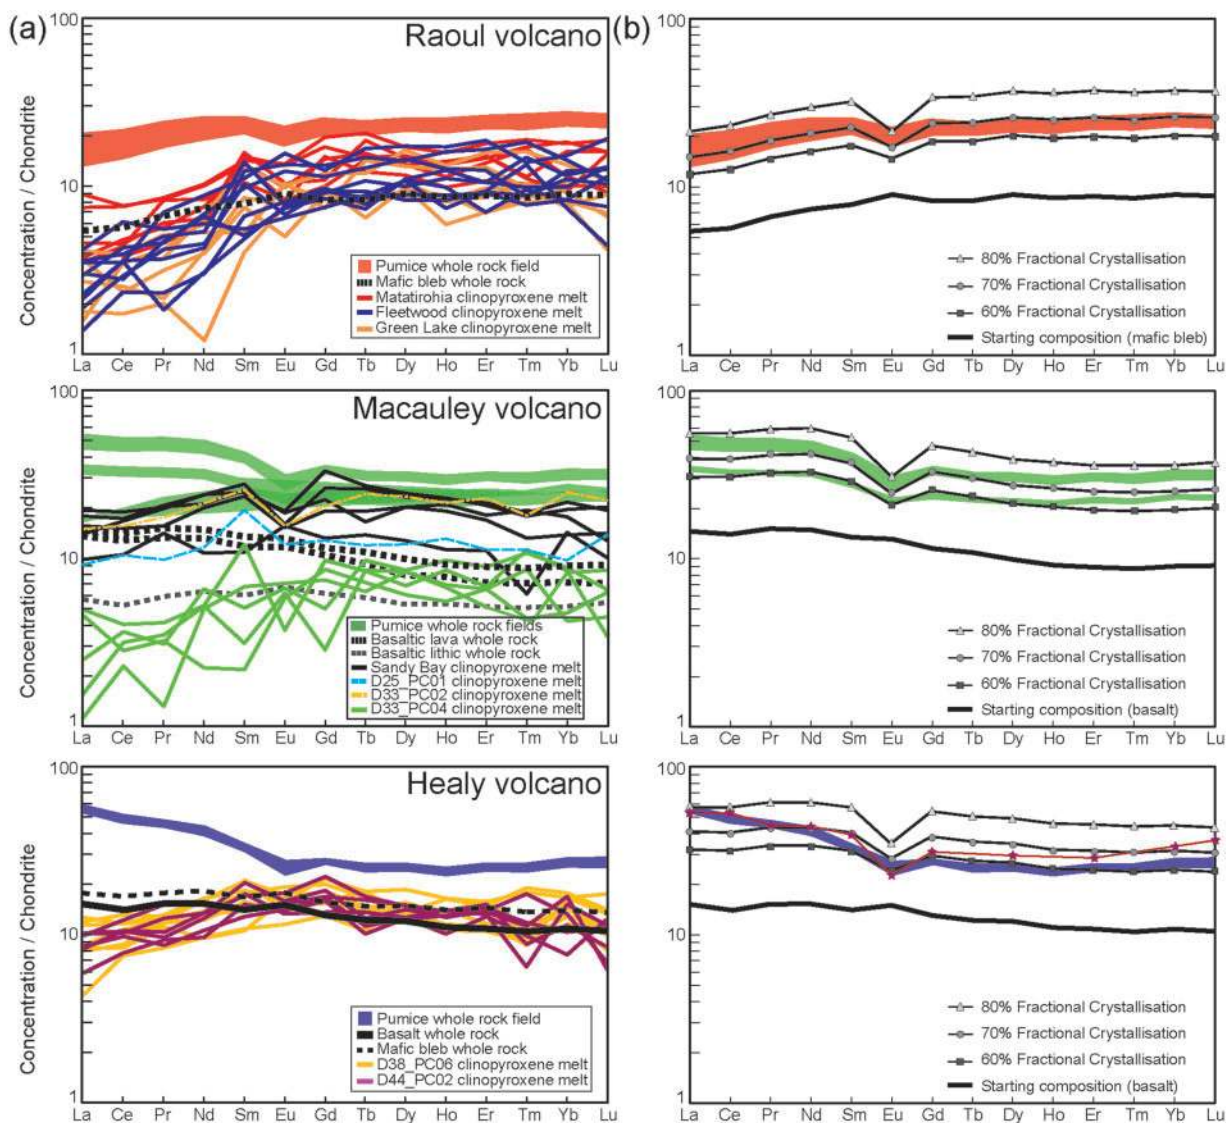 (a)
Raoul volcano
Concentration / Chondrite
100
10
1
Pumice whole rock field
Mafic bleb whole rock
Matatirohia clinopyroxene melt
Fleetwood clinopyroxene melt
Green Lake clinopyroxene melt
La Ce Pr Nd Sm Eu Gd Tb Dy Ho Er Tm Yb Lu
(b)
100
10
1
80% Fractional Crystallisation
70% Fractional Crystallisation
60% Fractional Crystallisation
Starting composition (mafic bleb)
La Ce Pr Nd Sm Eu Gd Tb Dy Ho Er Tm Yb Lu
Macauley volcano
Concentration / Chondrite
100
10
1
Pumice whole rock fields
Basaltic lava whole rock
Basaltic lithic whole rock
Sandy Bay clinopyroxene melt
D25_PC01 clinopyroxene melt
D33_PC02 clinopyroxene melt
D33_PC04 clinopyroxene melt
La Ce Pr Nd Sm Eu Gd Tb Dy Ho Er Tm Yb Lu
100
10
1
80% Fractional Crystallisation
70% Fractional Crystallisation
60% Fractional Crystallisation
Starting composition (basalt)
La Ce Pr Nd Sm Eu Gd Tb Dy Ho Er Tm Yb Lu
Healy volcano
Concentration / Chondrite
100
10
1
Pumice whole rock field
Basalt whole rock
Mafic bleb whole rock
D38_PC06 clinopyroxene melt
D44_PC02 clinopyroxene melt
La Ce Pr Nd Sm Eu Gd Tb Dy Ho Er Tm Yb Lu
100
10
1
80% Fractional Crystallisation
70% Fractional Crystallisation
60% Fractional Crystallisation
Starting composition (basalt)
La Ce Pr Nd Sm Eu Gd Tb Dy Ho Er Tm Yb Lu